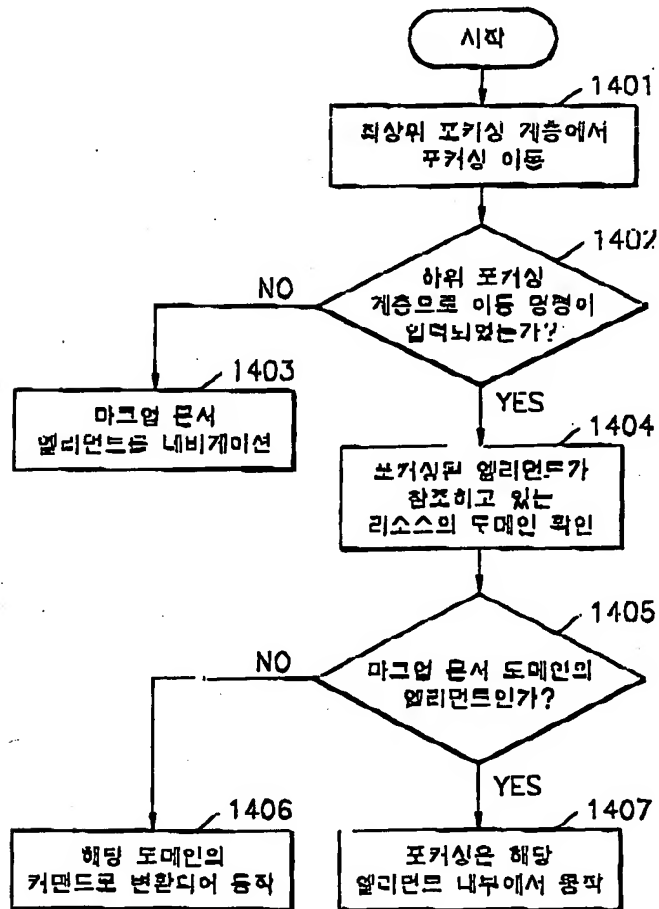 시작
1401
최상위 포커싱 계층에서
포커싱 이동
1402
하위 포커싱
계층으로 이동 명령이
입력되었는가?
NO
YES
1403
마크업 문서
엘리먼트를 네비게이션
1404
포커싱된 엘리먼트가
참조하고 있는
리소스의 도메인 확인
1405
마크업 문서 도메인의
엘리먼트인가?
NO
YES
1406
해당 도메인의
커맨드로 변환되어 동작
1407
포커싱은 해당
엘리먼트 내부에서 동작